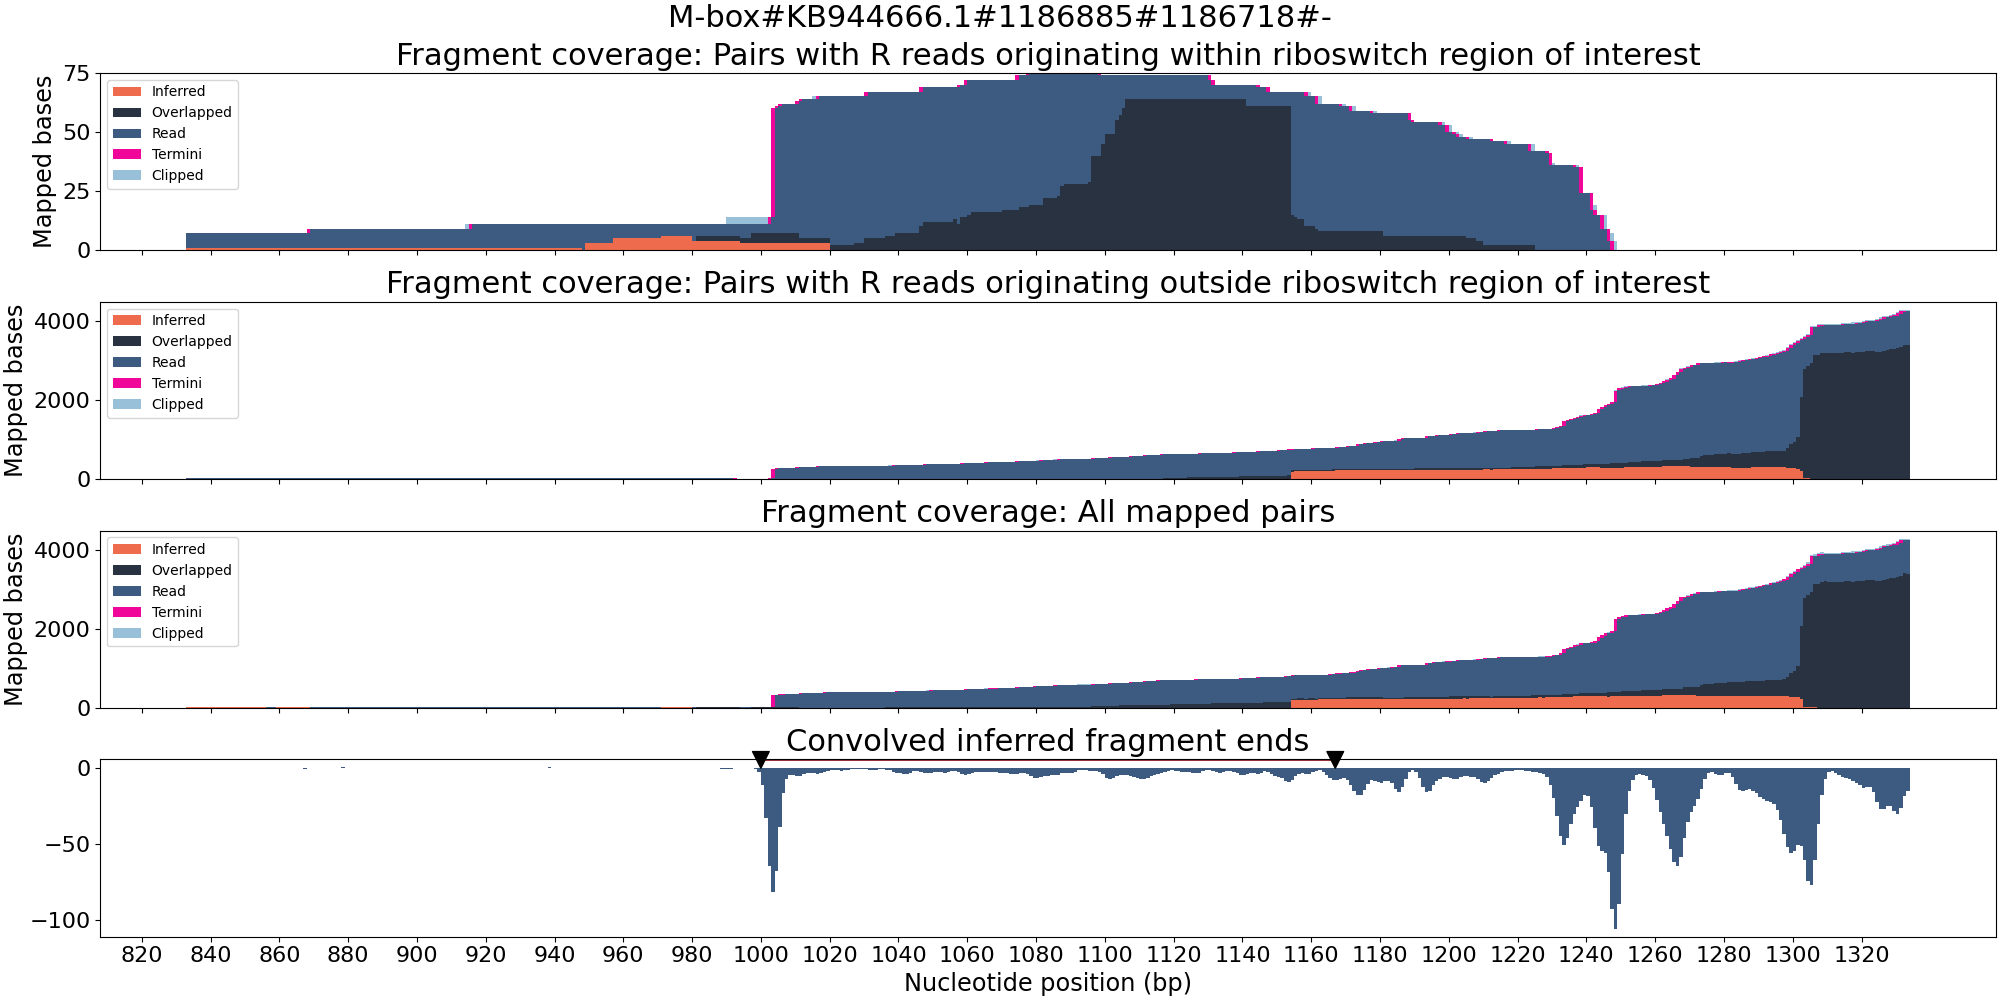 M-box#KB944666.1#1186885#1186718#-
Fragment coverage: Pairs with R reads originating within riboswitch region of interest
Mapped bases
75
50
25
0
Inferred
Overlapped
Read
Termini
Clipped
Fragment coverage: Pairs with R reads originating outside riboswitch region of interest
Mapped bases
4000
2000
0
Inferred
Overlapped
Read
Termini
Clipped
Fragment coverage: All mapped pairs
Mapped bases
4000
2000
0
Inferred
Overlapped
Read
Termini
Clipped
Convolved inferred fragment ends
0
−50
−100
820 840 860 880 900 920 940 960 980 1000 1020 1040 1060 1080 1100 1120 1140 1160 1180 1200 1220 1240 1260 1280 1300 1320
Nucleotide position (bp)